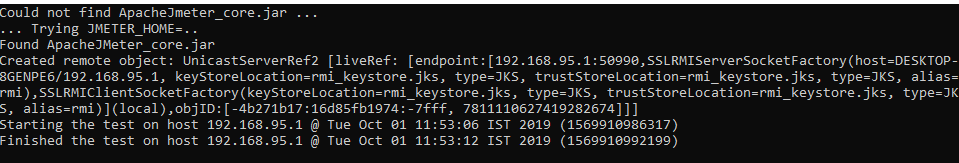 Could not find ApacheJmeter_core.jar ...
... Trying JMETER_HOME=..
Found ApacheJMeter_core.jar
Created remote object: UnicastServerRef2 [liveRef: [endpoint:[192.168.95.1:50990,SSLRMIServerSocketFactory(host=DESKTOP-
8GENPE6/192.168.95.1, keyStoreLocation=rmi_keystore.jks, type=JKS, trustStoreLocation=rmi_keystore.jks, type=JKS, alias=
rmi),SSLRMIClientSocketFactory(keyStoreLocation=rmi_keystore.jks, type=JKS, trustStoreLocation=rmi_keystore.jks, type=JK
S, alias=rmi)](local),objID:[-4b271b17:16d85fb1974:-7fff, 7811110627419282674]]]
Starting the test on host 192.168.95.1 @ Tue Oct 01 11:53:06 IST 2019 (1569910986317)
Finished the test on host 192.168.95.1 @ Tue Oct 01 11:53:12 IST 2019 (1569910992199)